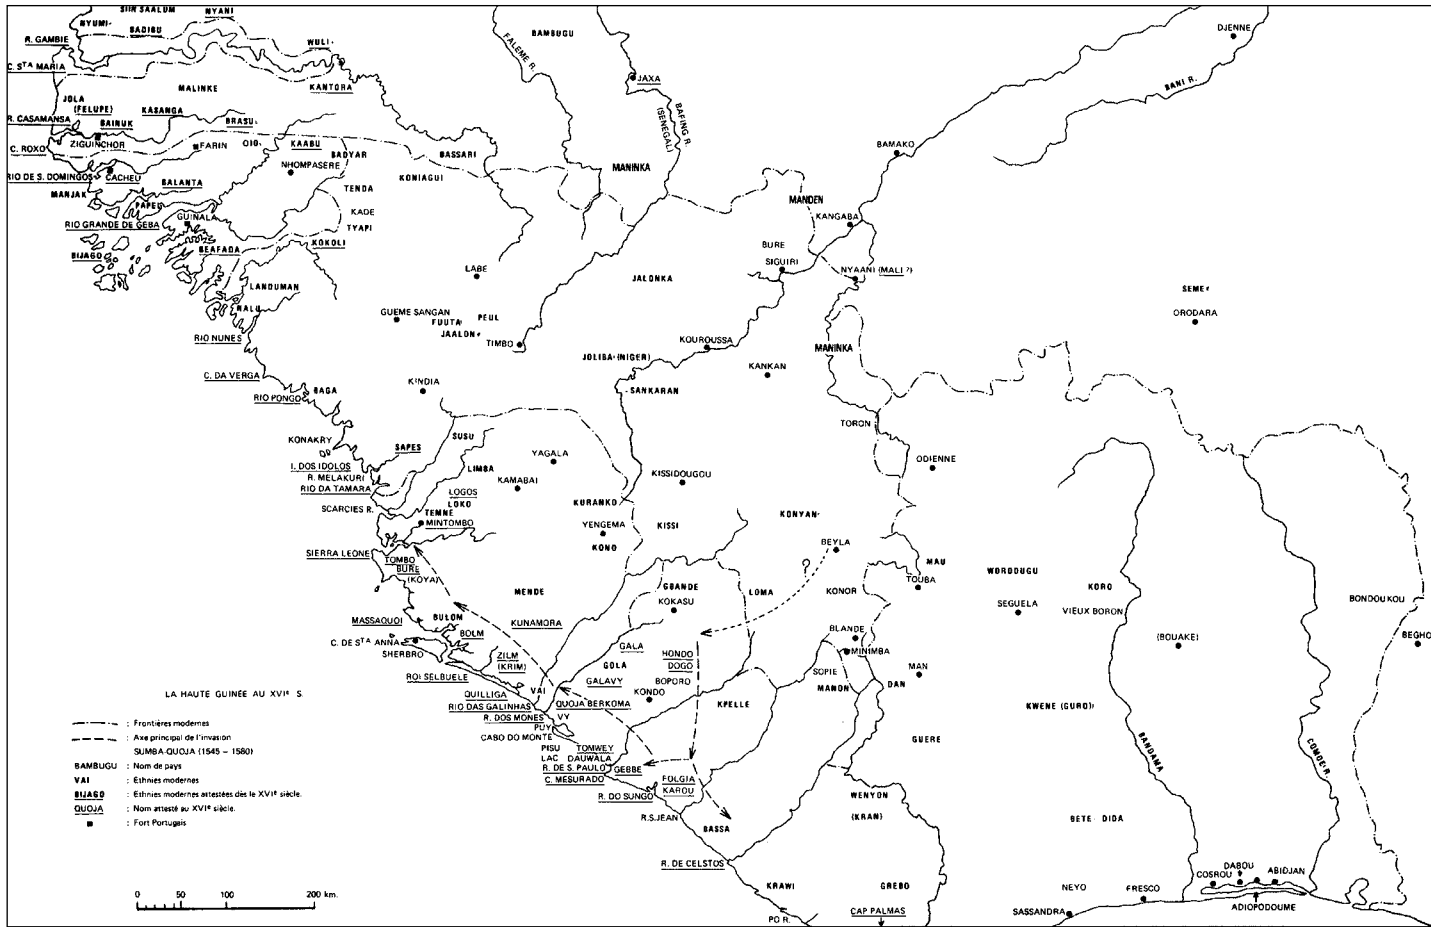 SIIN SAALUM
NYUMI
BADIBU
NYANI
R. GAMBIE
WULI
C. STA MARIA
MALINKE
KANTORA
JOLA
(FELUPE)
KASANGA
BRASU
R. CASAMANSA
BAINUK
ZIGUINCHOR
FARIN
OIO
KAABU
C. ROXO
BADYAR
BASSARI
NHOMPASERE
KONIAGUI
RIO DE S. DOMINGOS
CACHEU
BALANTA
TENDA
MANJAK
PAPEL
KADE
GUINALA
RIO GRANDE DE GEBA
TYAPI
BIJAGO
BEAFADA
KOKOLI
LANDUMAN
NALU
RIO NUNES
C. DA VERGA
BAGA
RIO PONGO
KONAKRY
I. DOS IDOLOS
R. MELAKURI
RIO DA TAMARA
SCARCIES R.
FALEME R.
BAMBUGU
JAXA
BAFING R.
(SENEGAL)
MANINKA
LABE
GUEME SANGAN
FUUTA
PEUL
JAALON
TIMBO
KINDIA
JALONKA
JOLIBA (NIGER)
SANKARAN
KOUROUSSA
KANKAN
DJENNE
BANI R.
BAMAKO
MANDEN
KANGABA
BURE
SIGUIRI
NYAANI (MALI ?)
MANINKA
SEME
ORODARA
TORON
ODIENNE
SAPES
SUSU
LIMBA
YAGALA
LOGOS
LOKO
KAMABAI
TEMNE
MINTOMBO
KURANKO
YENGEMA
KONO
KISSIDOUGOU
KISSI
KONYAN
BEYLA
SIERRA LEONE
TOMBO
BURE
(KOYA)
MENDE
MASSAQUOI
BULOM
BOLM
KUNAMORA
C. DE STA ANNA
SHERBRO
ZILM
(KRIM)
ROI SELBUELE
QUILLIGA
VAI
RIO DAS GALINHAS
R. DOS MONES
VY
PUY
CABO DO MONTE
PISU
LAC
TOMWEY
DAUWALA
R. DE S. PAULO
GEBBE
C. MESURADO
R. DO SUNGO
R.S.JEAN
FOLGIA
KAROU
BASSA
R. DE CELSTOS
GBANDE
KOKASU
LOMA
GALA
GOLA
GALAVY
HONDO
DOGO
BOPORO
KONDO
QUOJA BERKOMA
KPELLE
KONOR
BLANDE
MINIMBA
SOPIE
MANON
DAN
MAN
MAU
TOUBA
WORODUGU
SEGUELA
KORO
VIEUX BORON
(BOUAKE)
BONDOUKOU
BEGHO
KWENE (GURO)
GUERE
WENYON
(KRAN)
BANDAMA
COMOE R.
BETE
DIDA
KRAWI
GREBO
PO R.
CAP PALMAS
NEYO
SASSANDRA
FRESCO
COSROU
DABOU
ABIDJAN
ADIOPODOUME
LA HAUTE GUINÉE AU XVIe S.
: Frontières modernes
: Axe principal de l'invasion
SUMBA-QUOJA (1545 – 1580)
BAMBUGU : Nom de pays
VAI : Ethnies modernes
BIJAGO : Ethnies modernes attestées dès le XVIe siècle.
QUOJA : Nom attesté au XVIe siècle.
: Fort Portugais
0 50 100 200 km.